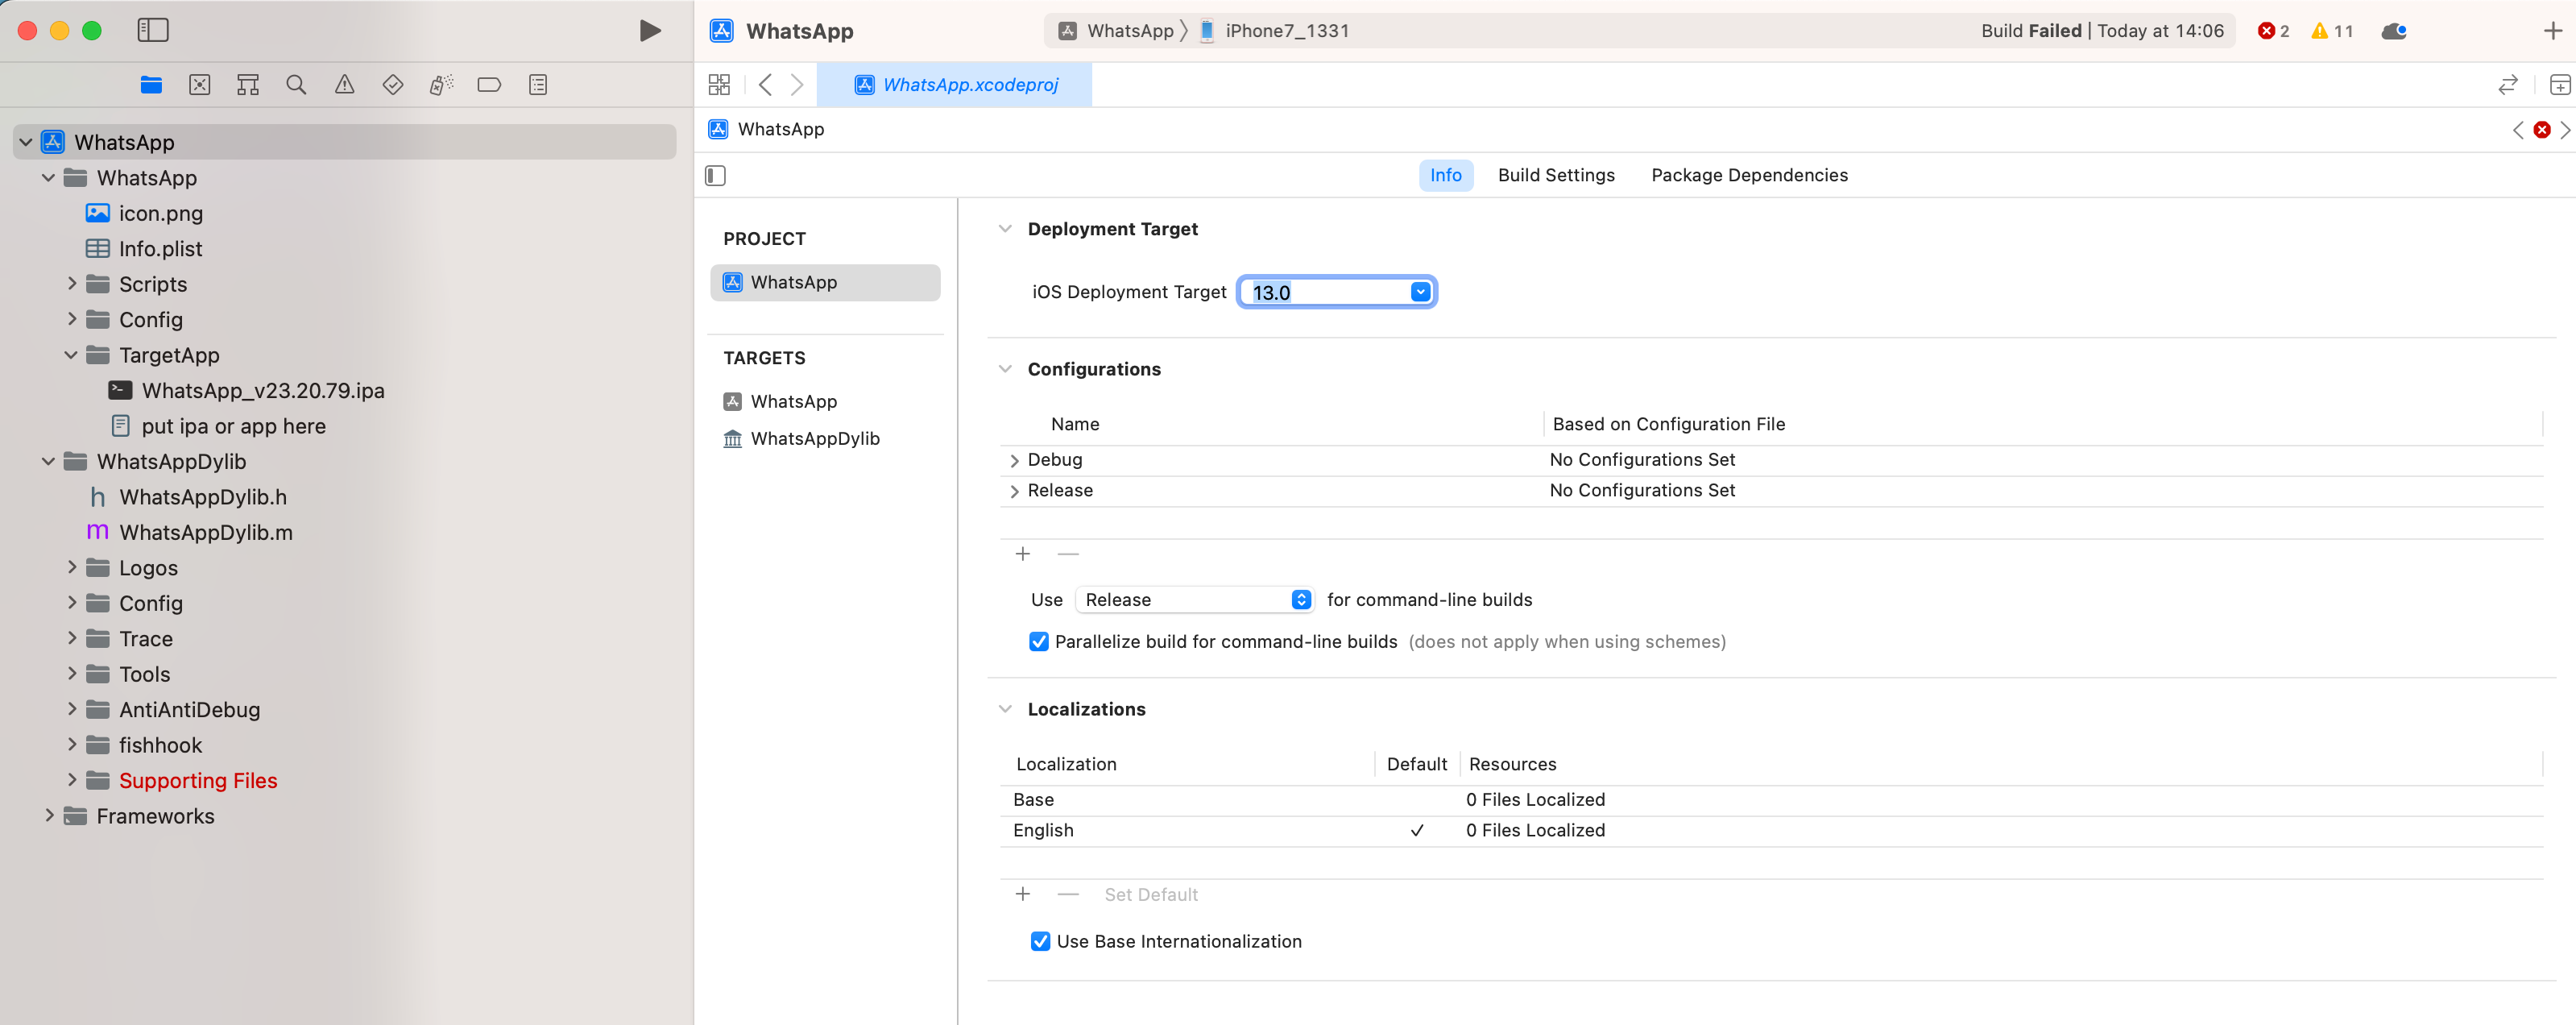 WhatsApp
WhatsApp
iPhone7_1331
Build Failed | Today at 14:06
2
11
WhatsApp.xcodeproj
WhatsApp
WhatsApp
WhatsApp
icon.png
Info.plist
Scripts
Config
TargetApp
WhatsApp_v23.20.79.ipa
put ipa or app here
WhatsAppDylib
h WhatsAppDylib.h
m WhatsAppDylib.m
Logos
Config
Trace
Tools
AntiAntiDebug
fishhook
Supporting Files
Frameworks
Info Build Settings Package Dependencies
PROJECT
WhatsApp
TARGETS
WhatsApp
WhatsAppDylib
Deployment Target
iOS Deployment Target 13.0
Configurations
Name Based on Configuration File
Debug No Configurations Set
Release No Configurations Set
Use Release for command-line builds
Parallelize build for command-line builds (does not apply when using schemes)
Localizations
Localization Default Resources
Base 0 Files Localized
English 0 Files Localized
Set Default
Use Base Internationalization